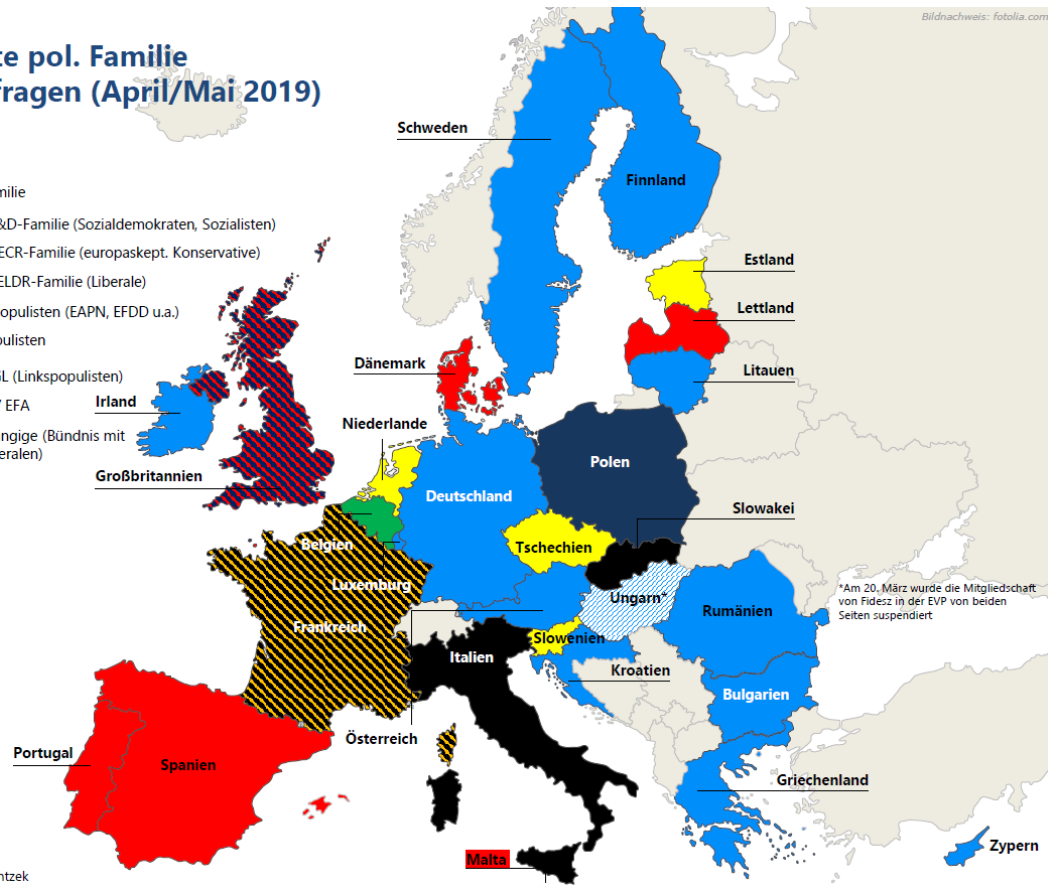 Bildnachweis: fotolia.com
te pol. Familie
fragen (April/Mai 2019)
milie
&D-Familie (Sozialdemokraten, Sozialisten)
ECR-Familie (europaskept. Konservative)
ELDR-Familie (Liberale)
opulisten (EAPN, EFDD u.a.)
ulisten
GL (Linkspopulisten)
/ EFA
ngige (Bündnis mit
eralen)
Schweden
Finnland
Estland
Lettland
Litauen
Dänemark
Irland
Niederlande
Großbritannien
Deutschland
Polen
Slowakei
Belgien
Tschechien
Luxemburg
Ungarn*
*Am 20. März wurde die Mitgliedschaft
von Fidesz in der EVP von beiden
Seiten suspendiert
Rumänien
Frankreich
Slowenien
Italien
Kroatien
Bulgarien
Österreich
Portugal
Spanien
Griechenland
Zypern
Malta
ntzek